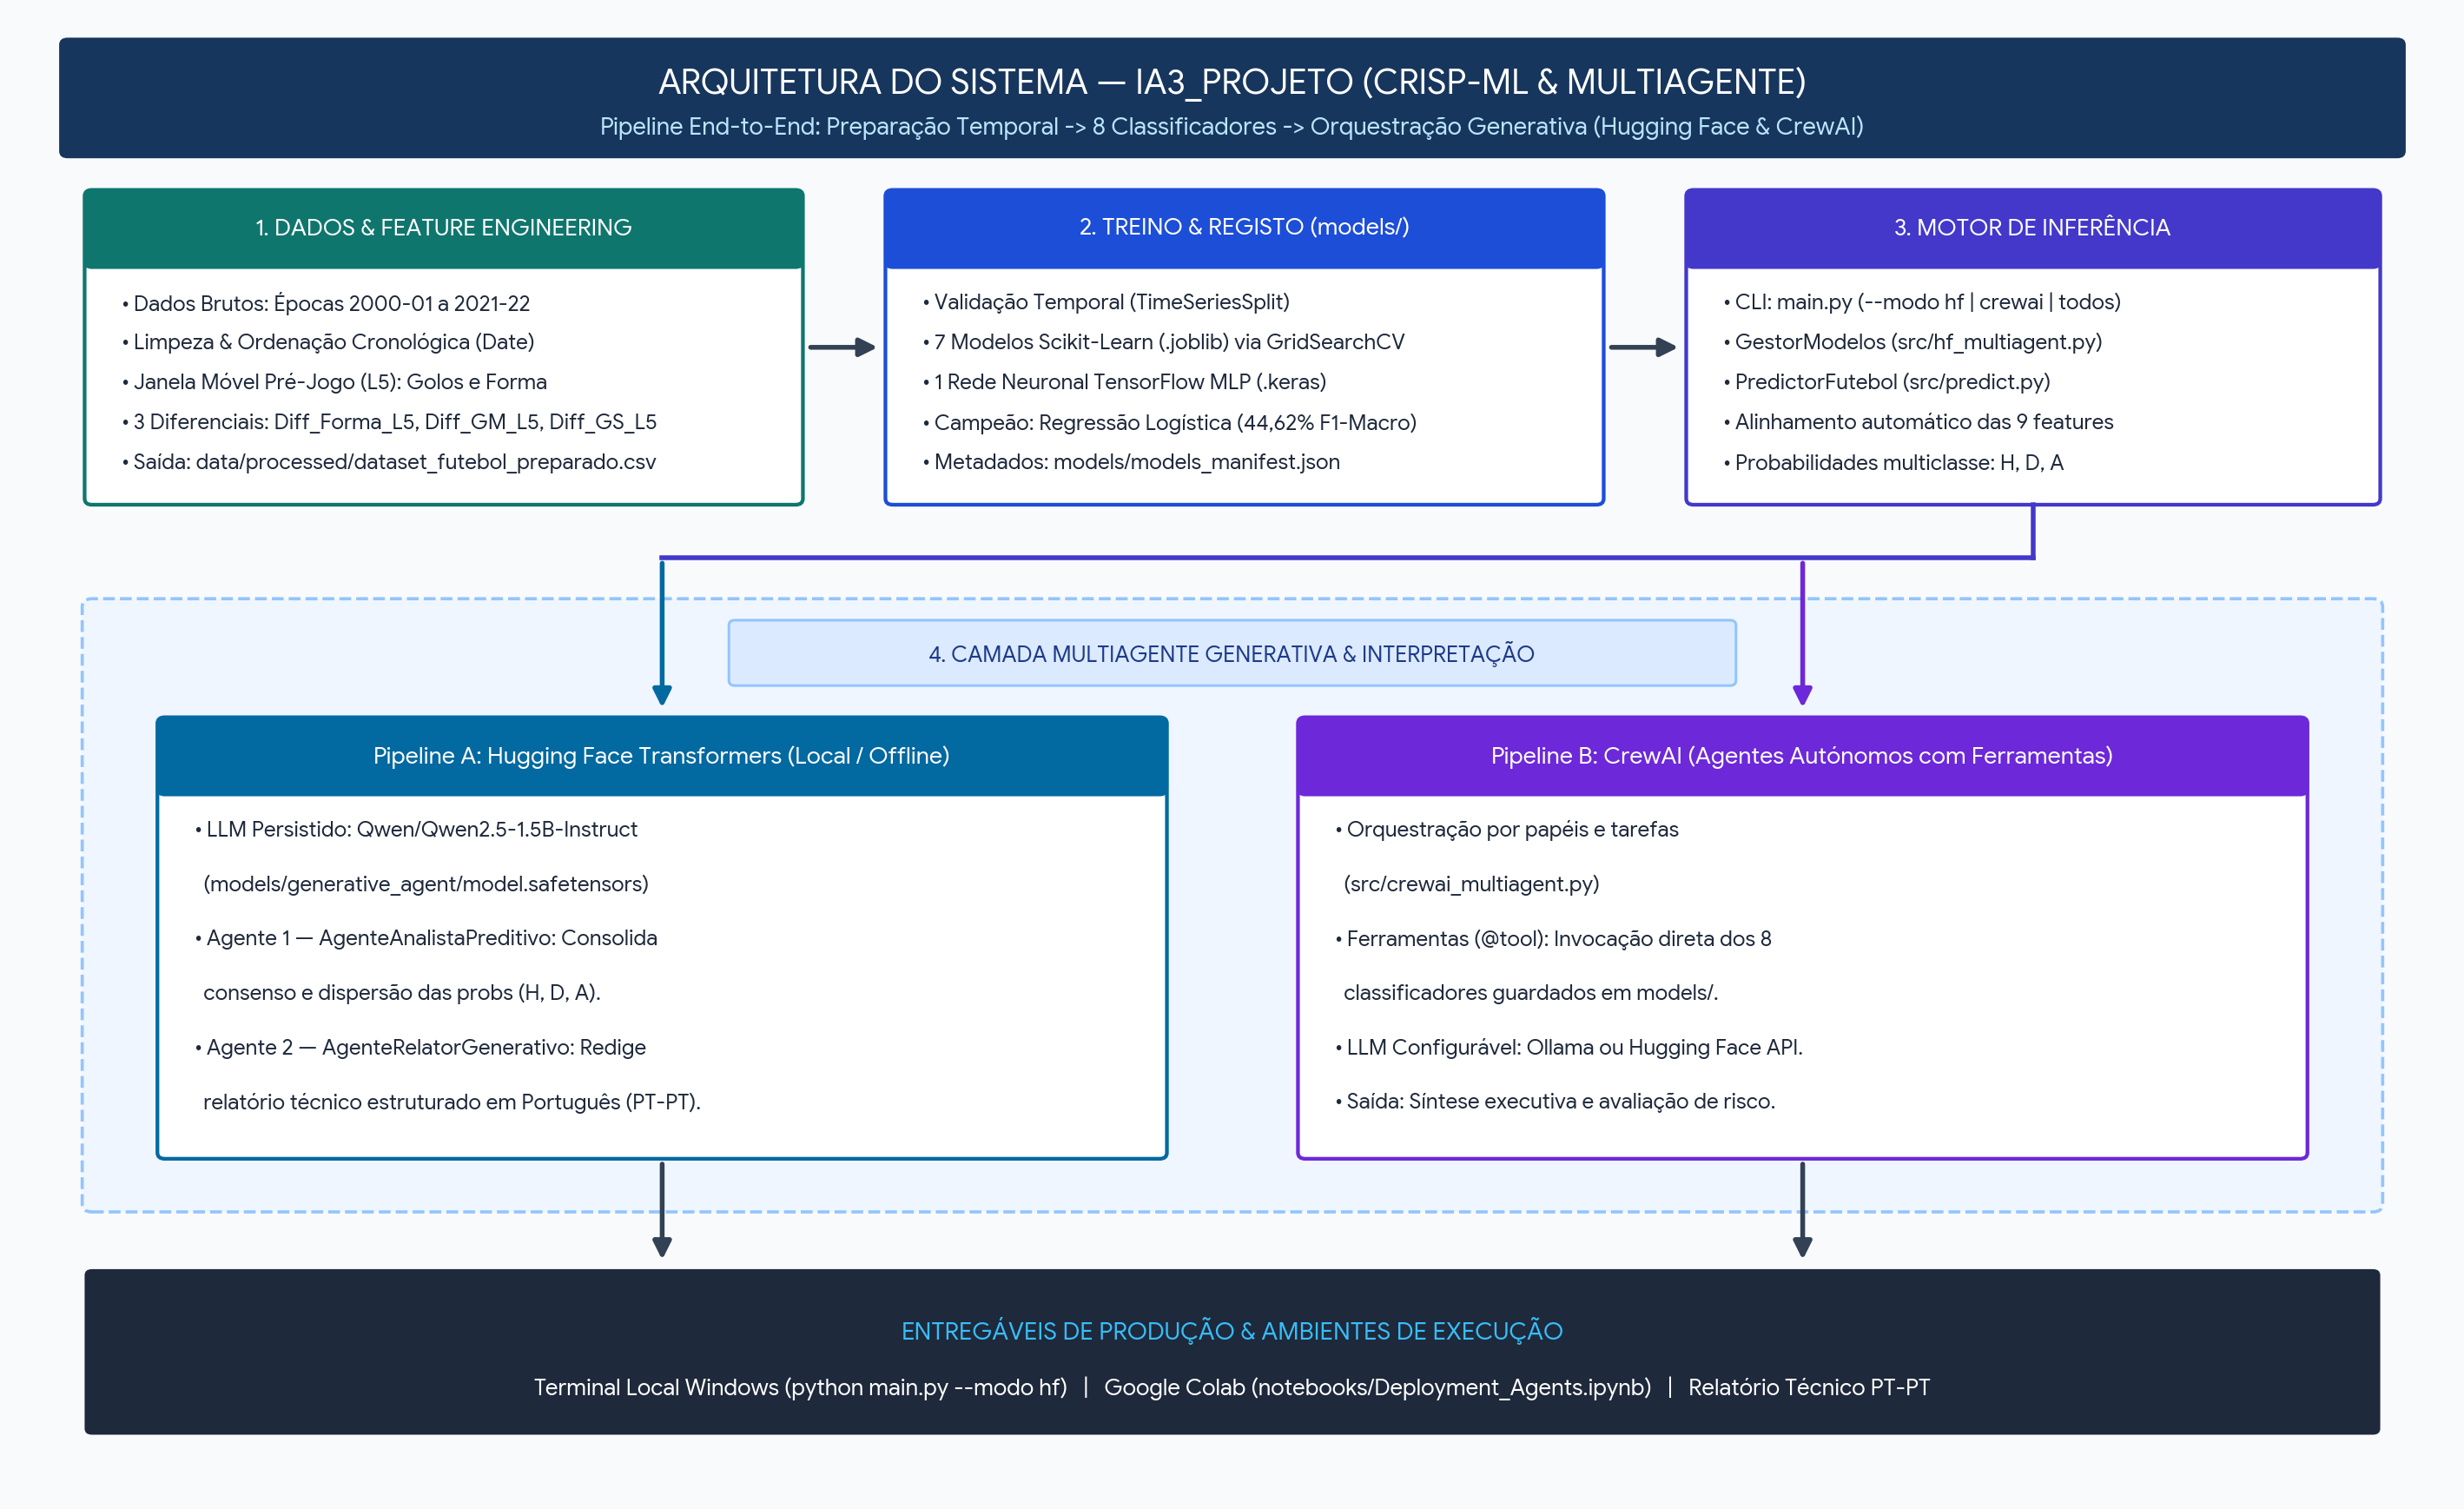 ARQUITETURA DO SISTEMA — IA3_PROJETO (CRISP-ML & MULTIAGENTE)
Pipeline End-to-End: Preparação Temporal -> 8 Classificadores -> Orquestração Generativa (Hugging Face & CrewAI)
1. DADOS & FEATURE ENGINEERING
• Dados Brutos: Épocas 2000-01 a 2021-22
• Limpeza & Ordenação Cronológica (Date)
• Janela Móvel Pré-Jogo (L5): Golos e Forma
• 3 Diferenciais: Diff_Forma_L5, Diff_GM_L5, Diff_GS_L5
• Saída: data/processed/dataset_futebol_preparado.csv
2. TREINO & REGISTO (models/)
• Validação Temporal (TimeSeriesSplit)
• 7 Modelos Scikit-Learn (.joblib) via GridSearchCV
• 1 Rede Neuronal TensorFlow MLP (.keras)
• Campeão: Regressão Logística (44,62% F1-Macro)
• Metadados: models/models_manifest.json
3. MOTOR DE INFERÊNCIA
• CLI: main.py (--modo hf | crewai | todos)
• GestorModelos (src/hf_multiagent.py)
• PredictorFutebol (src/predict.py)
• Alinhamento automático das 9 features
• Probabilidades multiclasse: H, D, A
4. CAMADA MULTIAGENTE GENERATIVA & INTERPRETAÇÃO
Pipeline A: Hugging Face Transformers (Local / Offline)
• LLM Persistido: Qwen/Qwen2.5-1.5B-Instruct
(models/generative_agent/model.safetensors)
• Agente 1 — AgenteAnalistaPreditivo: Consolida
consenso e dispersão das probs (H, D, A).
• Agente 2 — AgenteRelatorGenerativo: Redige
relatório técnico estruturado em Português (PT-PT).
Pipeline B: CrewAI (Agentes Autónomos com Ferramentas)
• Orquestração por papéis e tarefas
(src/crewai_multiagent.py)
• Ferramentas (@tool): Invocação direta dos 8
classificadores guardados em models/.
• LLM Configurável: Ollama ou Hugging Face API.
• Saída: Síntese executiva e avaliação de risco.
ENTREGÁVEIS DE PRODUÇÃO & AMBIENTES DE EXECUÇÃO
Terminal Local Windows (python main.py --modo hf) | Google Colab (notebooks/Deployment_Agents.ipynb) | Relatório Técnico PT-PT